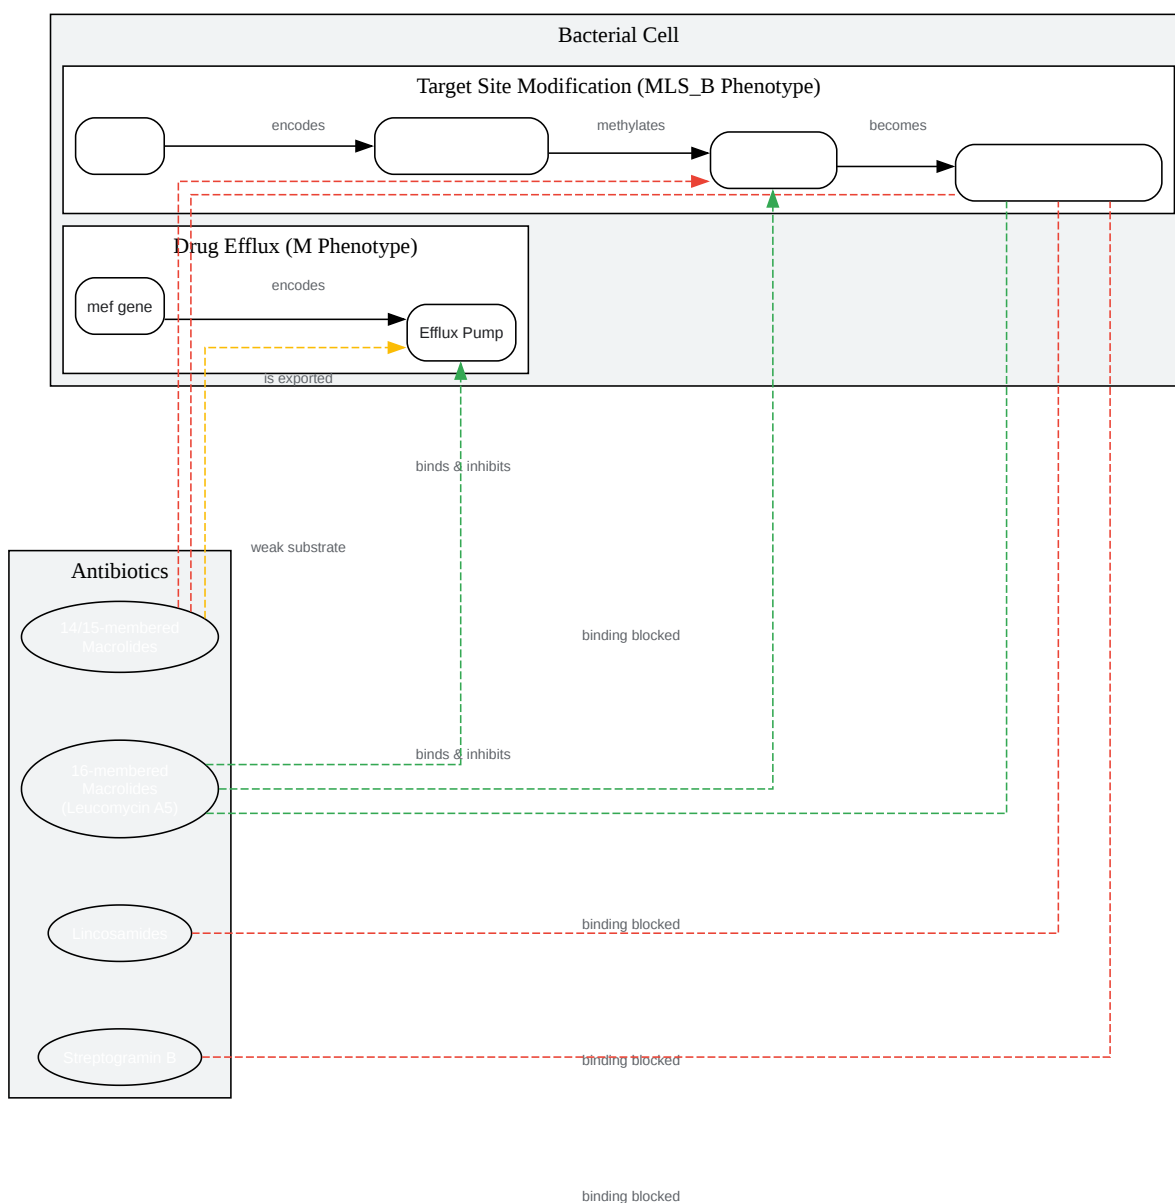 Bacterial Cell
Target Site Modification (MLS_B Phenotype)
encodes
methylates
becomes
Drug Efflux (M Phenotype)
encodes
mef gene
Efflux Pump
is exported
binds & inhibits
weak substrate
Antibiotics
14/15-membered
Macrolides
binding blocked
binds & inhibits
16-membered
Macrolides
(Leucomycin A5)
binding blocked
Lincosamides
Streptogramin B
binding blocked
binding blocked